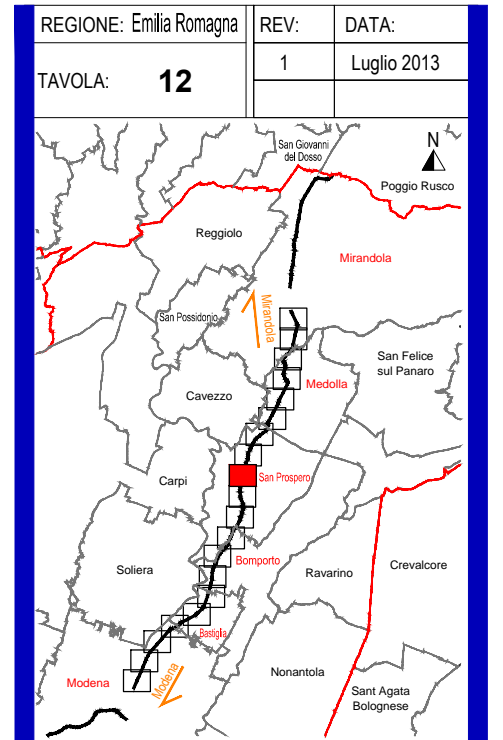 REGIONE: Emilia Romagna
REV:
DATA:
TAVOLA: 12
1
Luglio 2013
San Giovanni
del Dosso
N
Poggio Rusco
Reggiolo
Mirandola
Mirandola
San Possidonio
San Felice
sul Panaro
Medolla
Cavezzo
Carpi
San Prospero
Bomporto
Soliera
Ravarino
Crevalcore
Bastiglia
Modena
Modena
Nonantola
Sant Agata
Bolognese